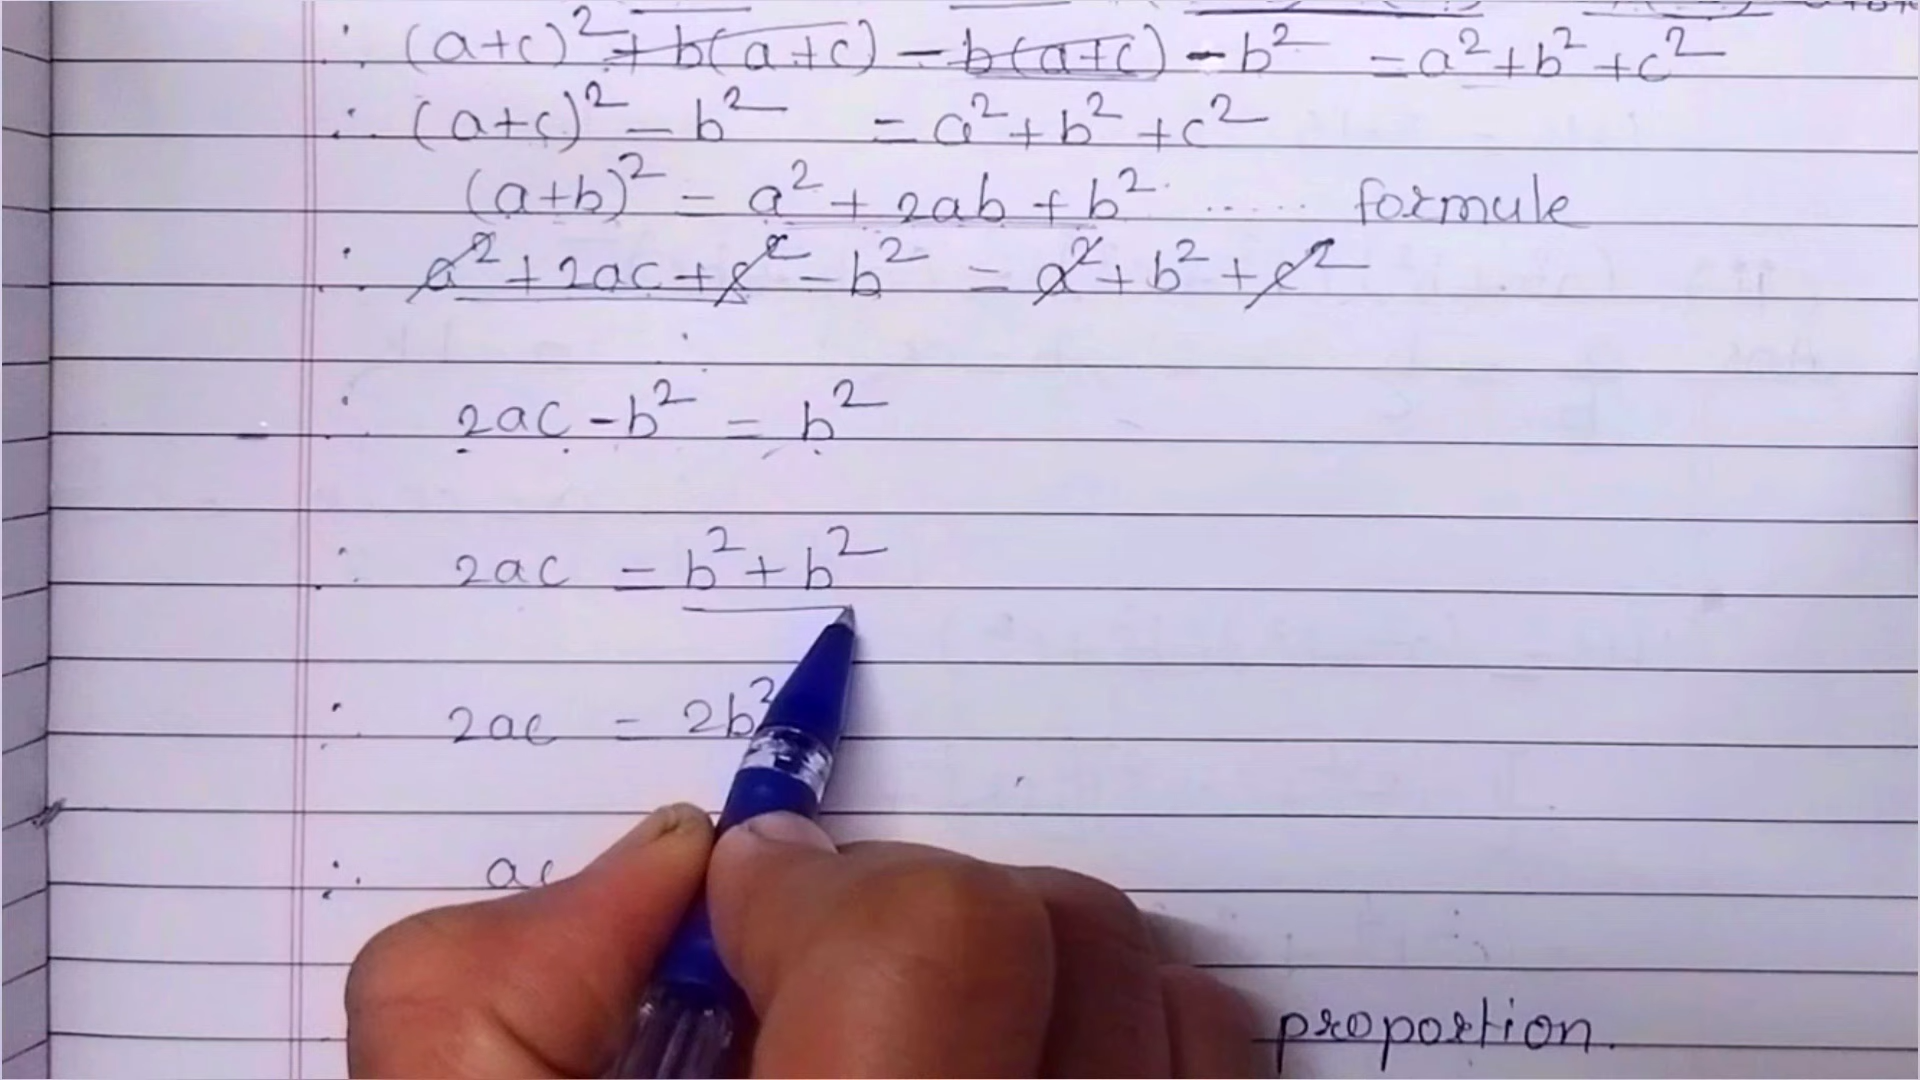 ∴ (a+c)² + b(a+c) - b(a+c) - b² = a² + b² + c²
∴ (a+c)² - b² = a² + b² + c²
(a+b)² = a² + 2ab + b² ..... formule
∴ a² + 2ac + c² - b² = a² + b² + c²
∴ 2ac - b² = b²
∴ 2ac = b² + b²
∴ 2ac = 2b²
∴ ac
proportion.